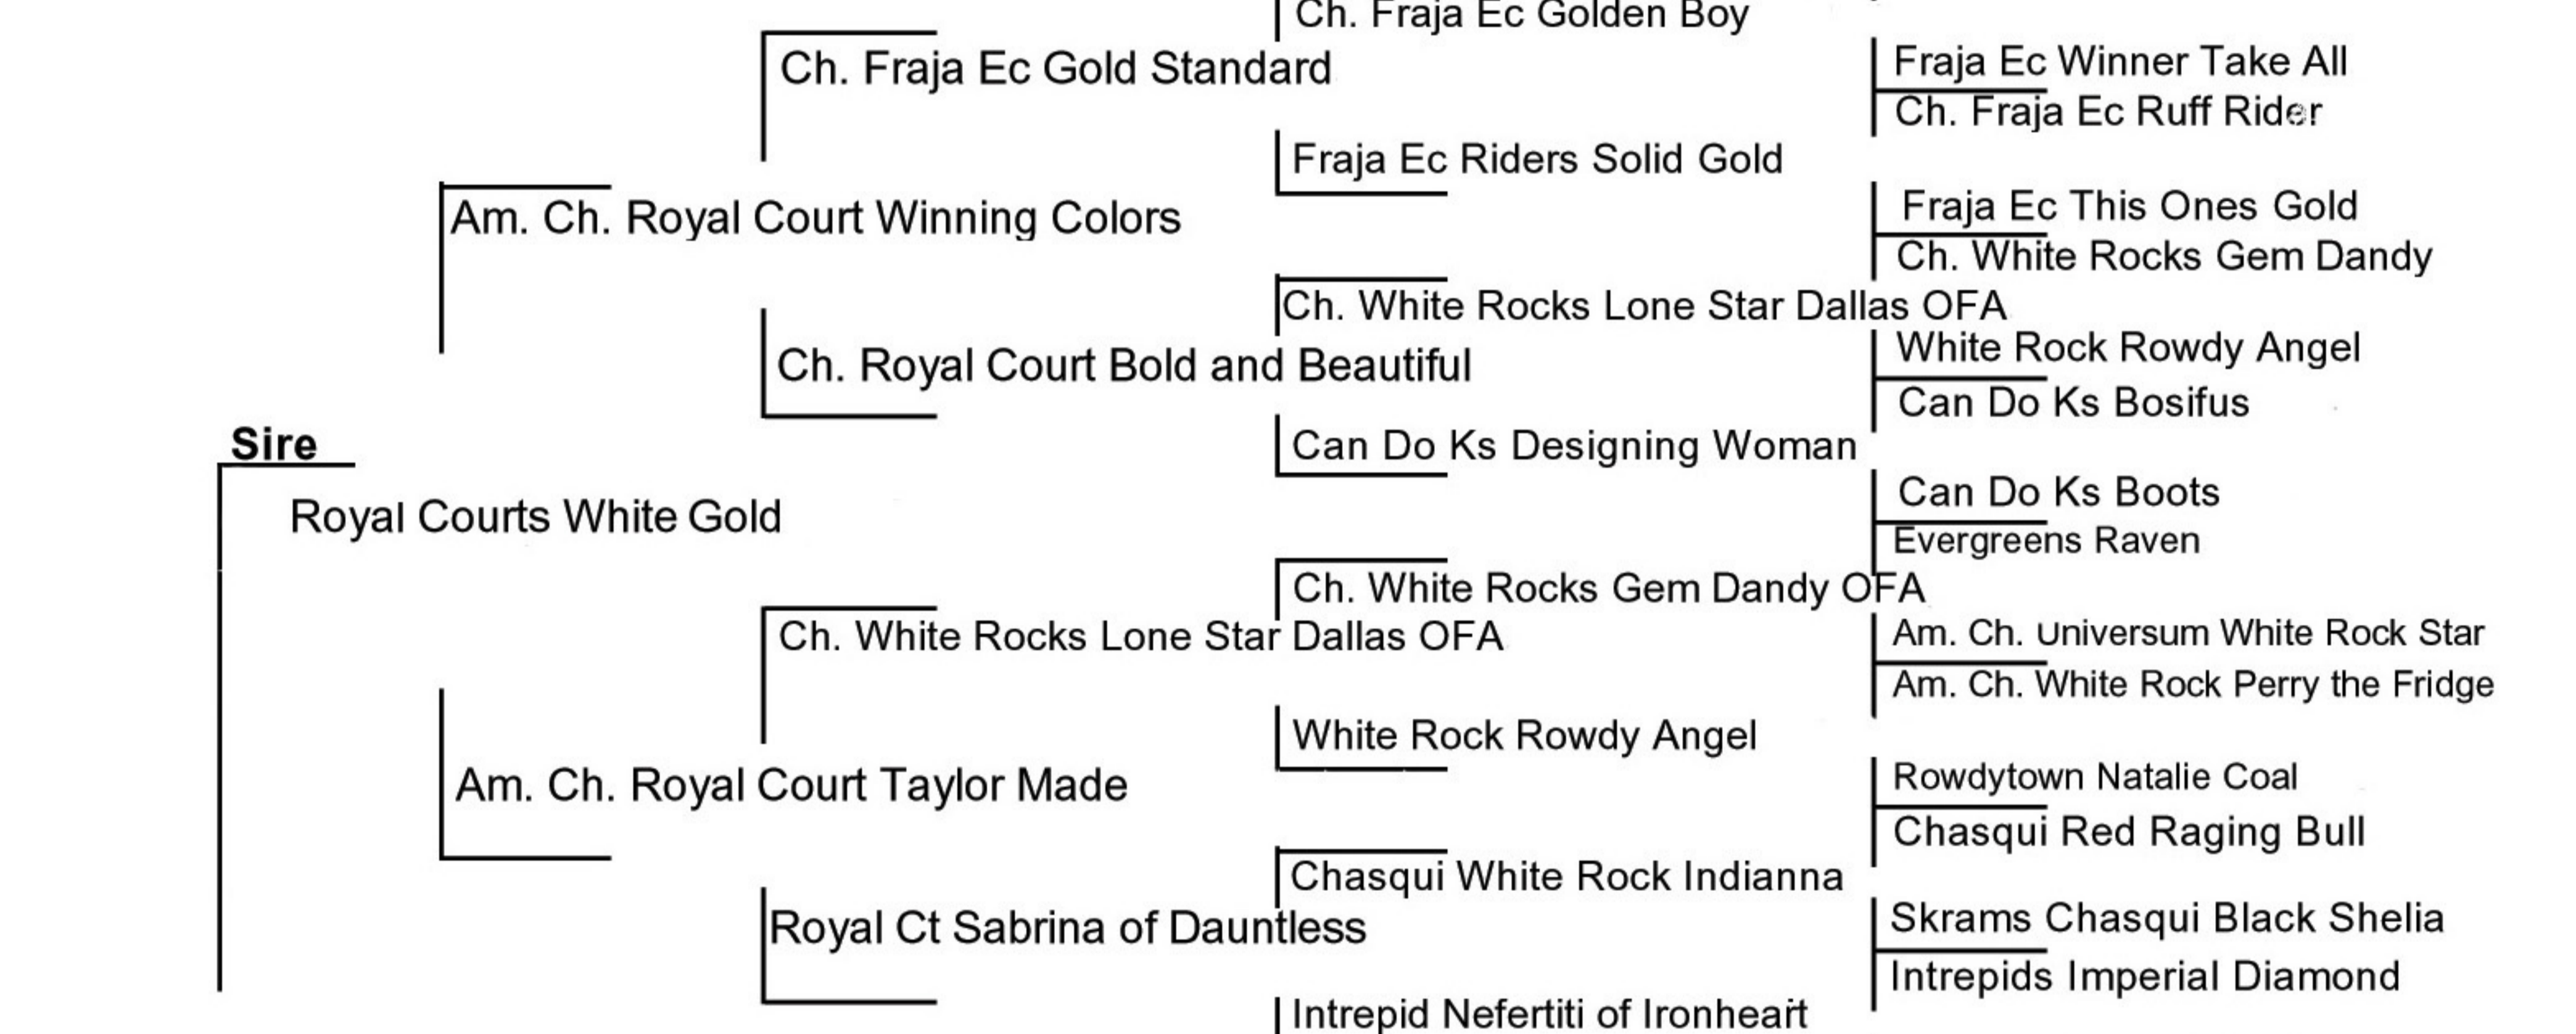 Ch. Fraja Ec Golden Boy
Ch. Fraja Ec Gold Standard
Fraja Ec Winner Take All
Ch. Fraja Ec Ruff Rider
Fraja Ec Riders Solid Gold
Am. Ch. Royal Court Winning Colors
Fraja Ec This Ones Gold
Ch. White Rocks Gem Dandy
Ch. White Rocks Lone Star Dallas OFA
Ch. Royal Court Bold and Beautiful
White Rock Rowdy Angel
Can Do Ks Bosifus
Can Do Ks Designing Woman
Sire
Royal Courts White Gold
Can Do Ks Boots
Evergreens Raven
Ch. White Rocks Gem Dandy OFA
Ch. White Rocks Lone Star Dallas OFA
Am. Ch. Universum White Rock Star
Am. Ch. White Rock Perry the Fridge
White Rock Rowdy Angel
Am. Ch. Royal Court Taylor Made
Rowdytown Natalie Coal
Chasqui Red Raging Bull
Chasqui White Rock Indianna
Royal Ct Sabrina of Dauntless
Skrams Chasqui Black Shelia
Intrepids Imperial Diamond
Intrepid Nefertiti of Ironheart